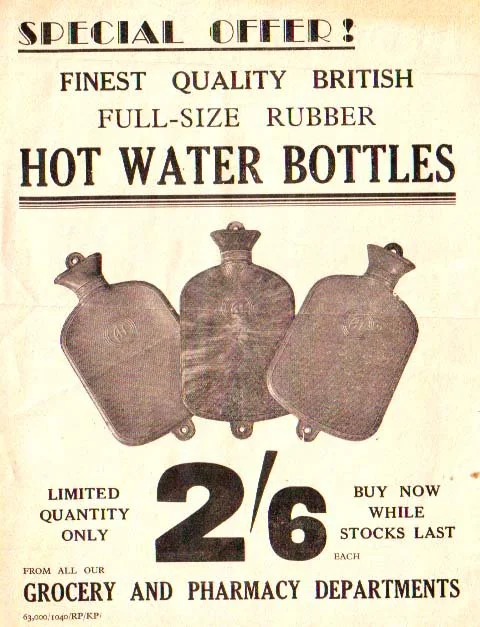 SPECIAL OFFER!
FINEST QUALITY BRITISH
FULL-SIZE RUBBER
HOT WATER BOTTLES
LIMITED
QUANTITY
ONLY
2/6
EACH
BUY NOW
WHILE
STOCKS LAST
FROM ALL OUR
GROCERY AND PHARMACY DEPARTMENTS
63,000/1040/RP/KP/